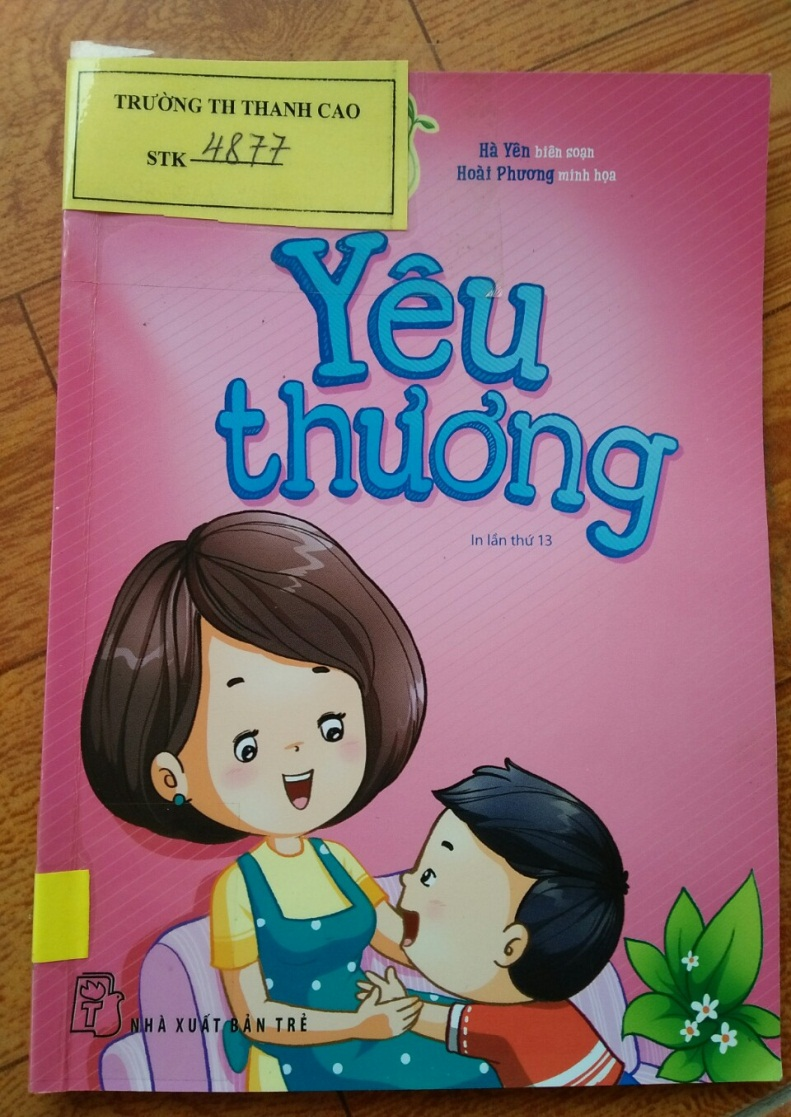 TRƯỜNG TH THANH CAO
STK 4877
Hà Yên biên soạn
Hoài Phương minh họa
Yêu
thương
In lần thứ 13
NHÀ XUẤT BẢN TRẺ